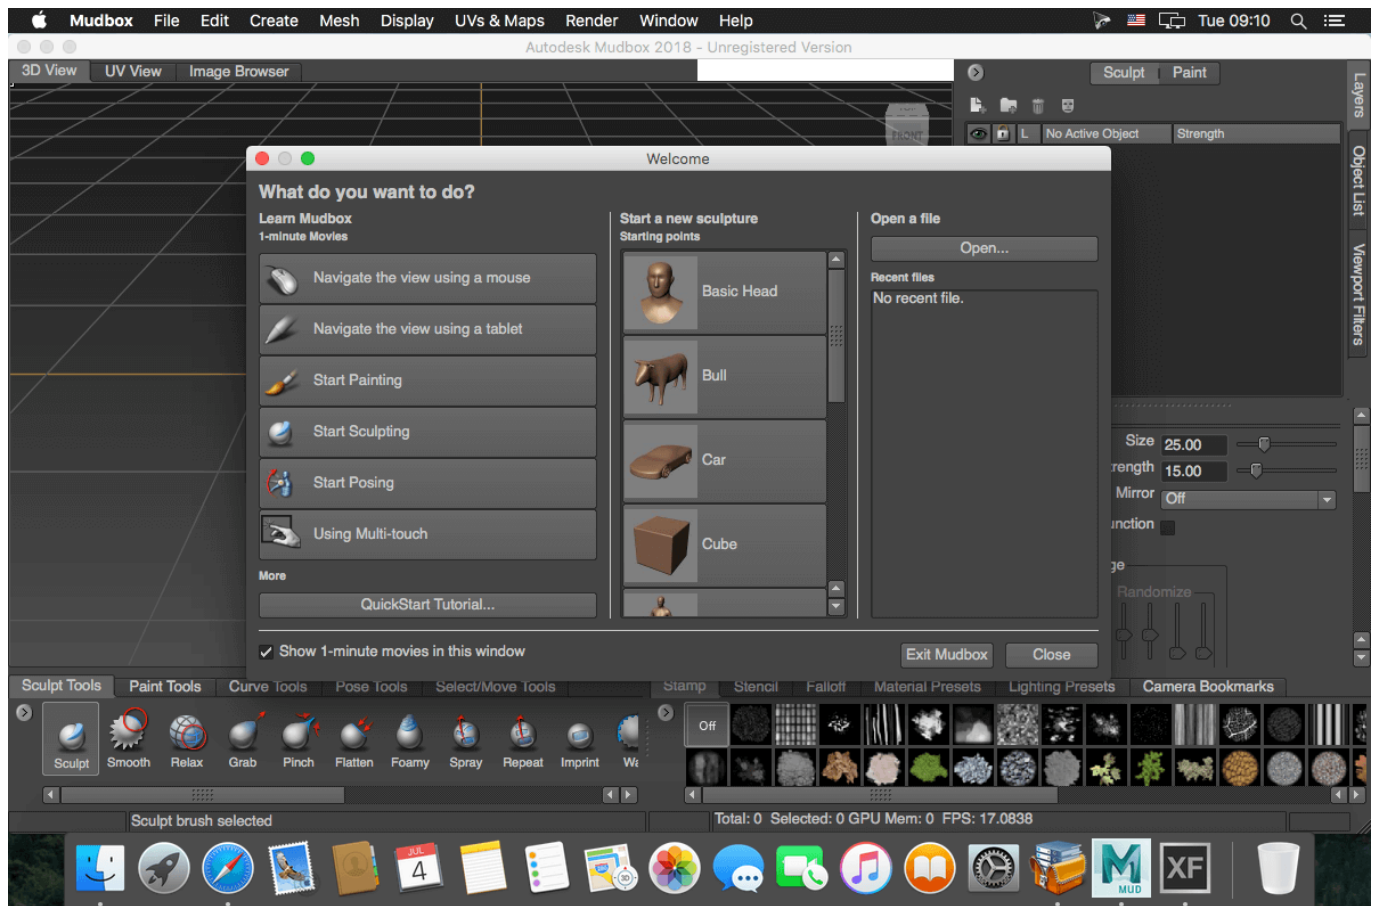 Mudbox File Edit Create Mesh Display UVs & Maps Render Window Help Tue 09:10
Autodesk Mudbox 2018 - Unregistered Version
3D View UV View Image Browser
Sculpt Paint
FRONT
L No Active Object Strength
Layers
Object List
Viewport Filters
Welcome
What do you want to do?
Learn Mudbox
1-minute Movies
Navigate the view using a mouse
Navigate the view using a tablet
Start Painting
Start Sculpting
Start Posing
Using Multi-touch
More
QuickStart Tutorial...
Start a new sculpture
Starting points
Basic Head
Bull
Car
Cube
Open a file
Open...
Recent files
No recent file.
Show 1-minute movies in this window
Exit Mudbox Close
Size 25.00
rength 15.00
Mirror Off
unction
ge
Randomize
Sculpt Tools Paint Tools Curve Tools Pose Tools Select/Move Tools
Stamp Stencil Falloff Material Presets Lighting Presets Camera Bookmarks
Off
Sculpt Smooth Relax Grab Pinch Flatten Foamy Spray Repeat Imprint Wa
Sculpt brush selected
Total: 0 Selected: 0 GPU Mem: 0 FPS: 17.0838
JUL
4
3D
MUD
XF